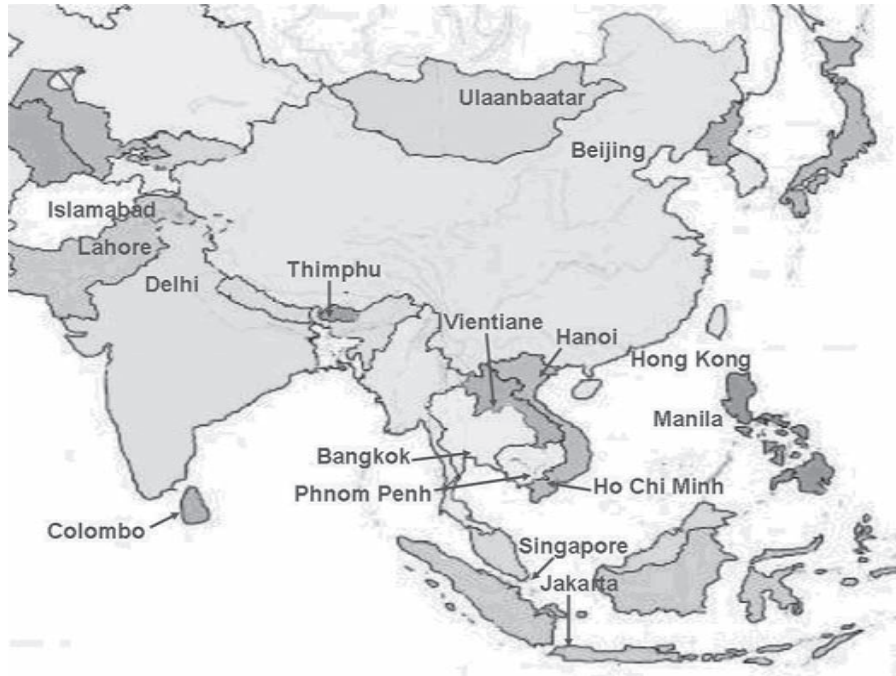 Ulaanbaatar
Beijing
Islamabad
Lahore
Delhi
Thimphu
Vientiane
Hanoi
Hong Kong
Manila
Bangkok
Phnom Penh
Ho Chi Minh
Colombo
Singapore
Jakarta